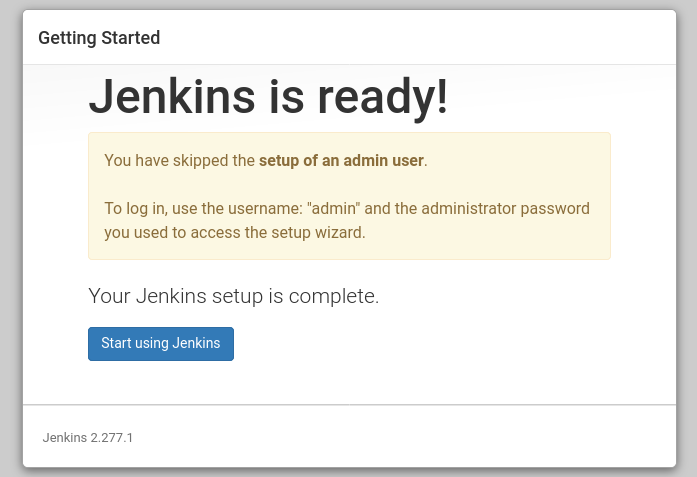 Getting Started
Jenkins is ready!
You have skipped the setup of an admin user.
To log in, use the username: "admin" and the administrator password
you used to access the setup wizard.
Your Jenkins setup is complete.
Start using Jenkins
Jenkins 2.277.1